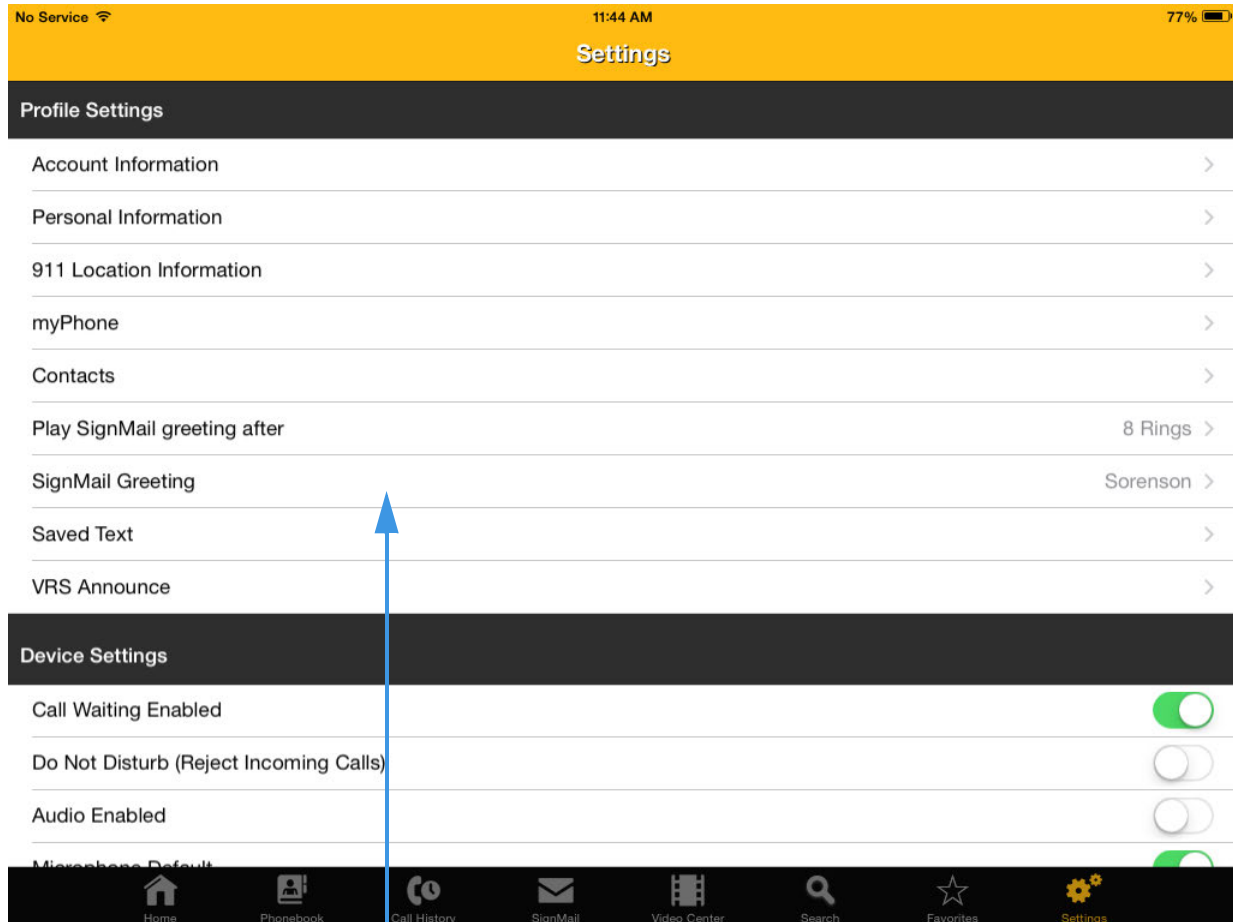 No Service 11:44 AM 77%
Settings
Profile Settings
Account Information
Personal Information
911 Location Information
myPhone
Contacts
Play SignMail greeting after 8 Rings
SignMail Greeting Sorenson
Saved Text
VRS Announce
Device Settings
Call Waiting Enabled
Do Not Disturb (Reject Incoming Calls)
Audio Enabled
Microphone Default
Home Phonebook Call History SignMail Video Center Search Favorites Settings